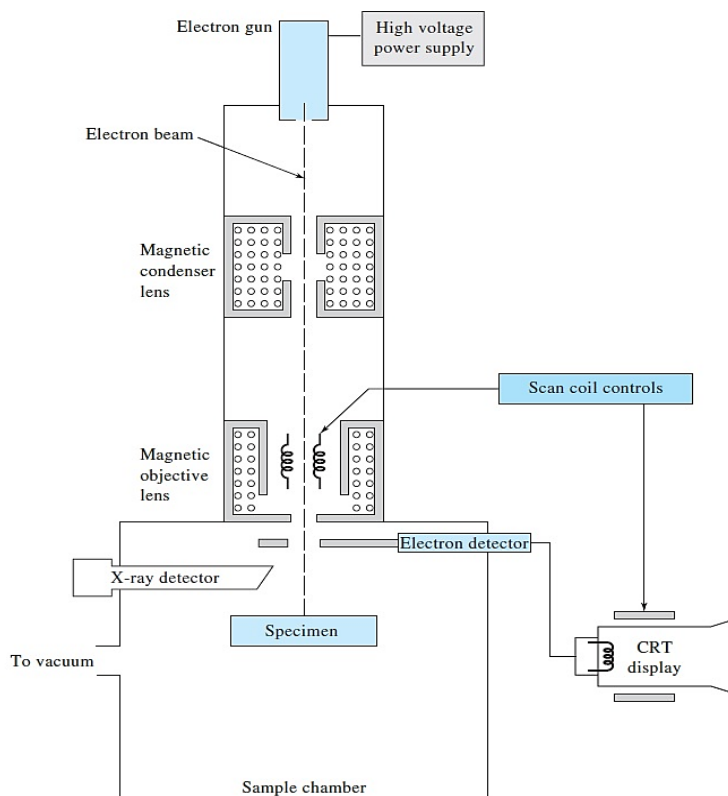 Electron gun
High voltage
power supply
Electron beam
Magnetic
condenser
lens
Scan coil controls
Magnetic
objective
lens
Electron detector
X-ray detector
Specimen
To vacuum
CRT
display
Sample chamber